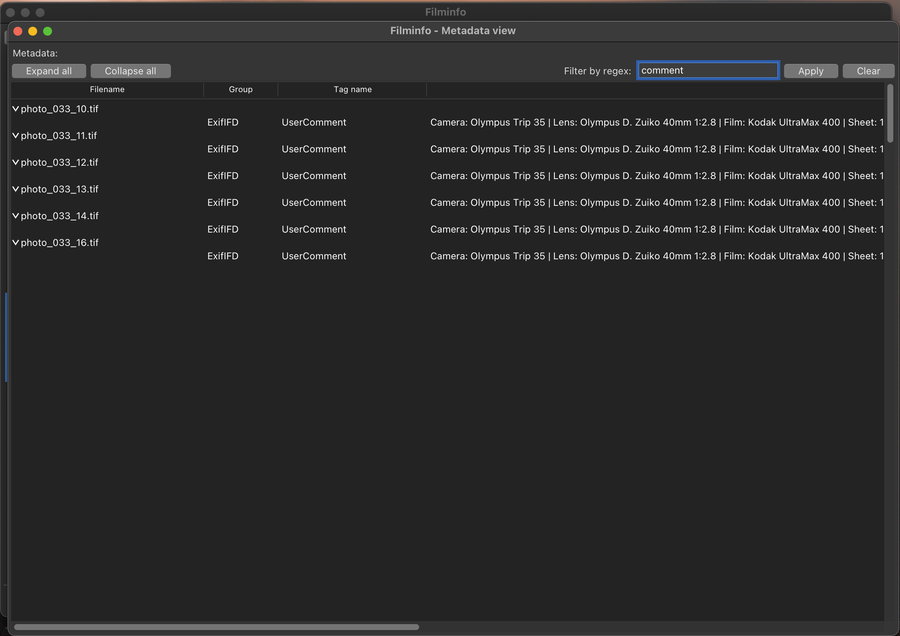 Filminfo
Filminfo - Metadata view
Metadata:
Expand all Collapse all Filter by regex: comment Apply Clear
Filename Group Tag name
photo_033_10.tif
ExifIFD UserComment Camera: Olympus Trip 35 | Lens: Olympus D. Zuiko 40mm 1:2.8 | Film: Kodak UltraMax 400 | Sheet: 1
photo_033_11.tif
ExifIFD UserComment Camera: Olympus Trip 35 | Lens: Olympus D. Zuiko 40mm 1:2.8 | Film: Kodak UltraMax 400 | Sheet: 1
photo_033_12.tif
ExifIFD UserComment Camera: Olympus Trip 35 | Lens: Olympus D. Zuiko 40mm 1:2.8 | Film: Kodak UltraMax 400 | Sheet: 1
photo_033_13.tif
ExifIFD UserComment Camera: Olympus Trip 35 | Lens: Olympus D. Zuiko 40mm 1:2.8 | Film: Kodak UltraMax 400 | Sheet: 1
photo_033_14.tif
ExifIFD UserComment Camera: Olympus Trip 35 | Lens: Olympus D. Zuiko 40mm 1:2.8 | Film: Kodak UltraMax 400 | Sheet: 1
photo_033_16.tif
ExifIFD UserComment Camera: Olympus Trip 35 | Lens: Olympus D. Zuiko 40mm 1:2.8 | Film: Kodak UltraMax 400 | Sheet: 1